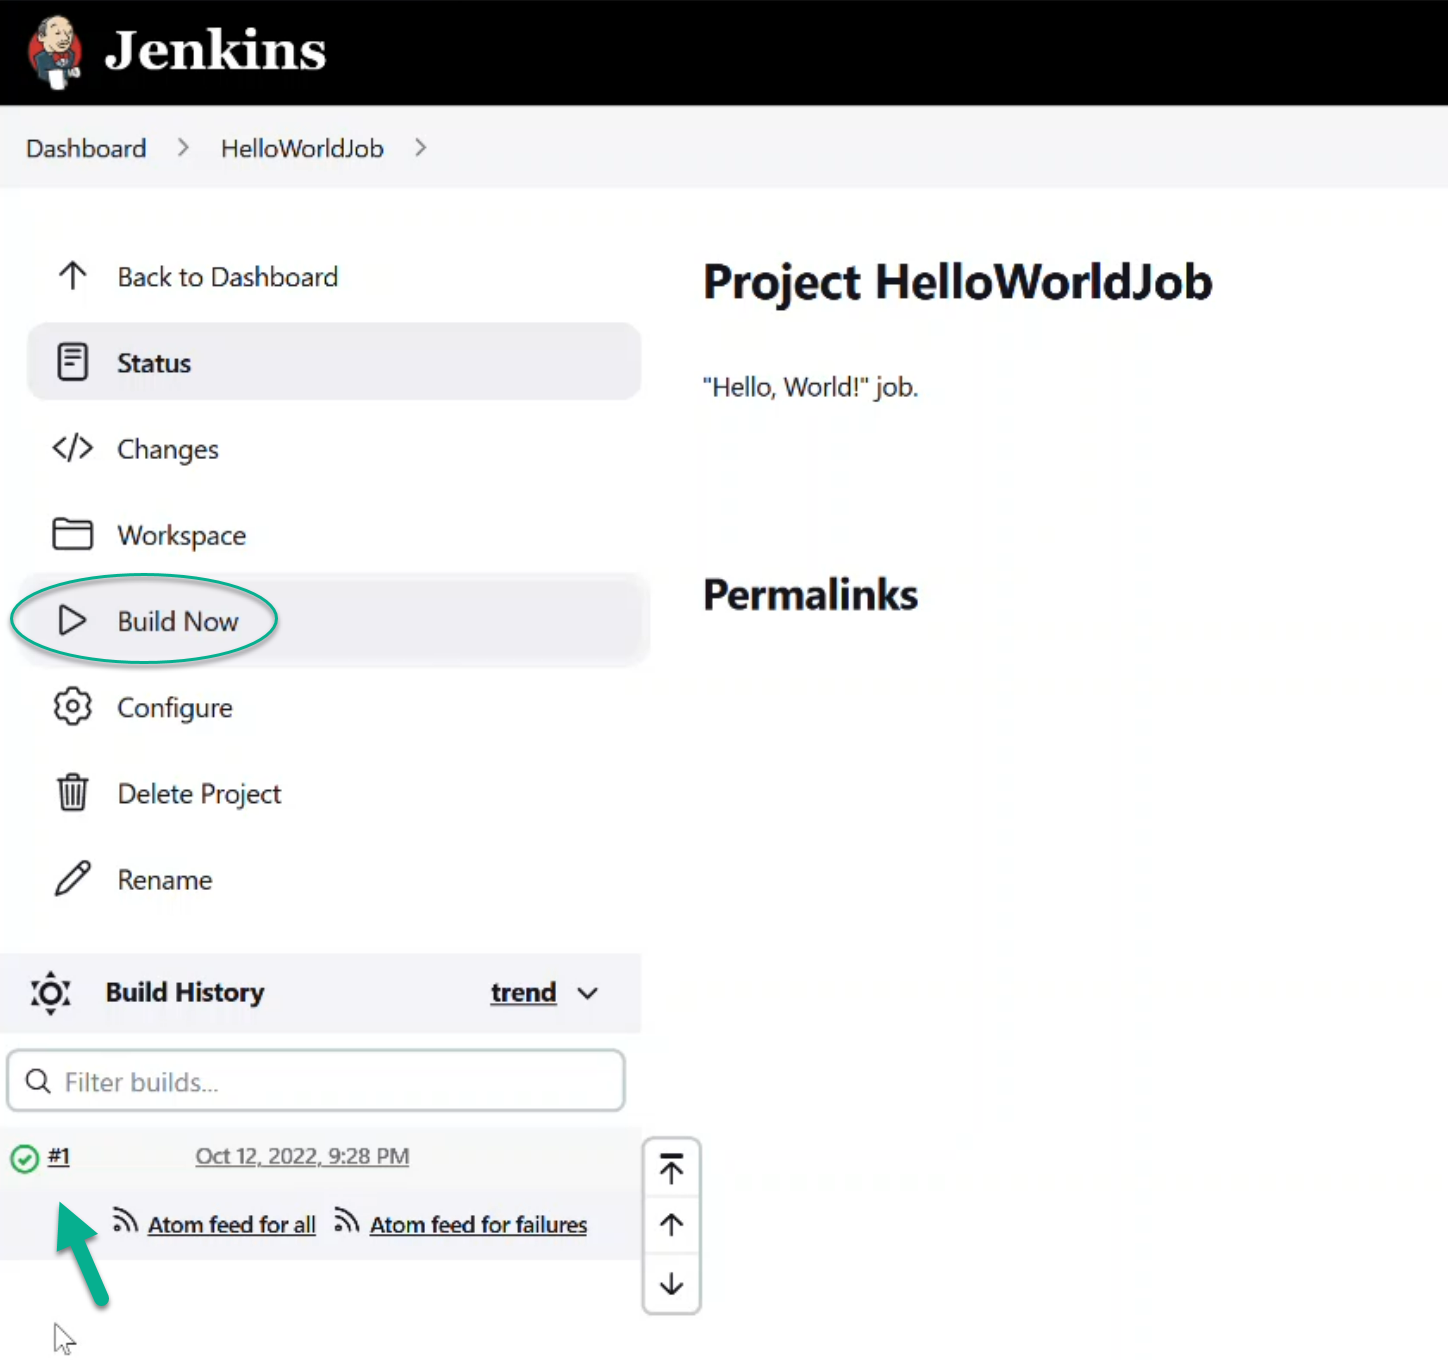 Jenkins
Dashboard > HelloWorldJob >
Back to Dashboard
Status
Changes
Workspace
Build Now
Configure
Delete Project
Rename
Project HelloWorldJob
"Hello, World!" job.
Permalinks
Build History trend
Filter builds...
#1 Oct 12, 2022, 9:28 PM
Atom feed for all Atom feed for failures